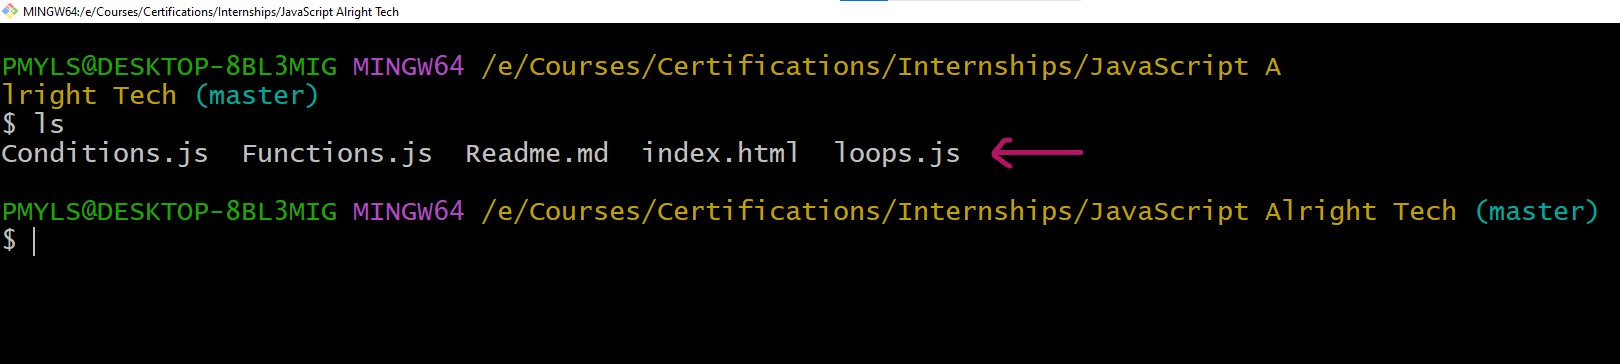 MINGW64:/e/Courses/Certifications/Internships/JavaScript Alright Tech
PMYLS@DESKTOP-8BL3MIG MINGW64 /e/Courses/Certifications/Internships/JavaScript A
lright Tech (master)
$ ls
Conditions.js  Functions.js  Readme.md  index.html  loops.js
PMYLS@DESKTOP-8BL3MIG MINGW64 /e/Courses/Certifications/Internships/JavaScript Alright Tech (master)
$